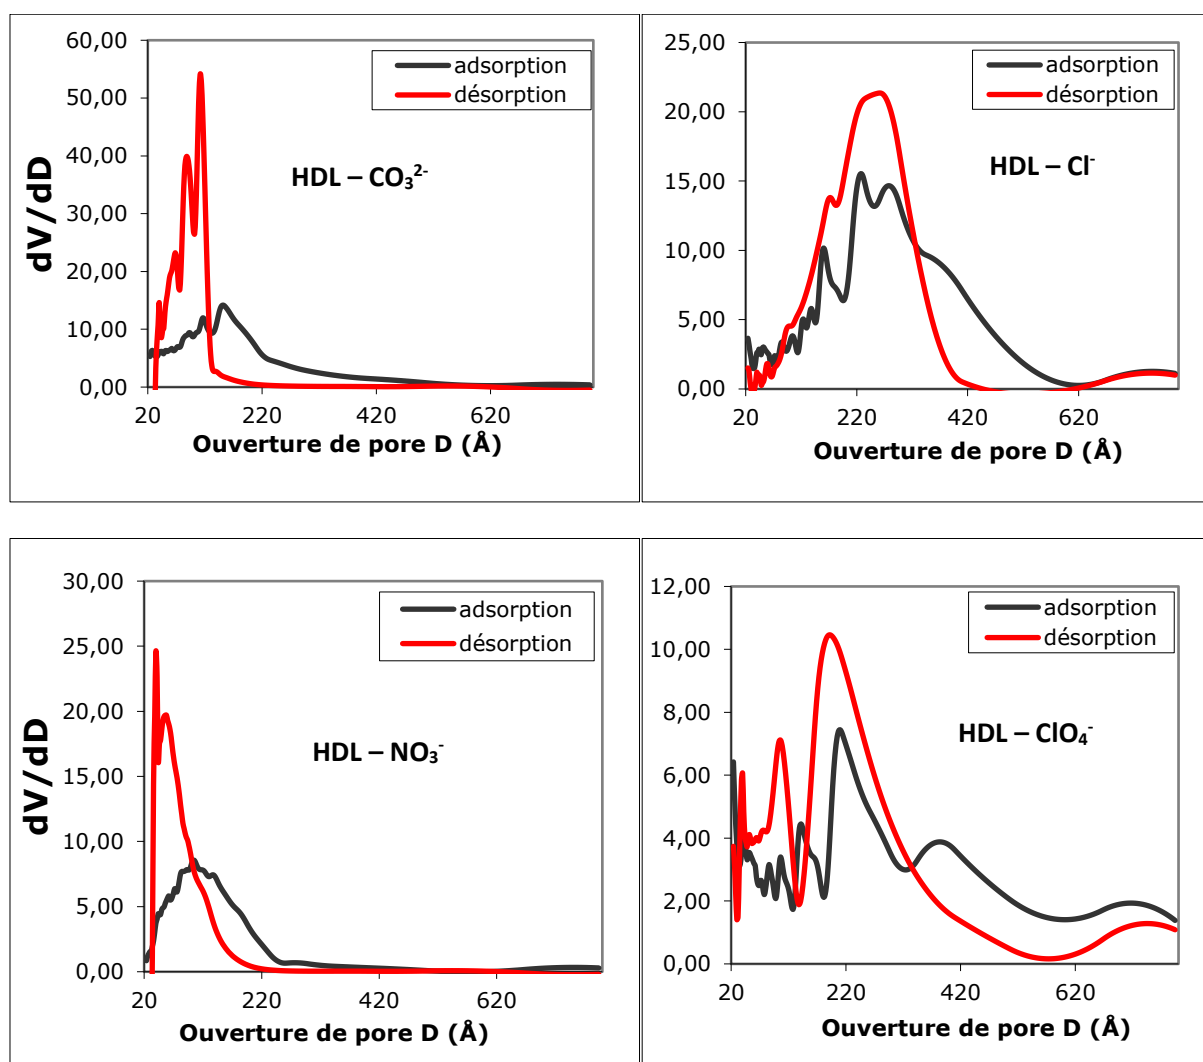 60,00
50,00
40,00
30,00
20,00
10,00
0,00
dV/dD
adsorption
désorption
HDL – CO₃²⁻
20 220 420 620
Ouverture de pore D (Å)
25,00
20,00
15,00
10,00
5,00
0,00
adsorption
désorption
HDL – Cl⁻
20 220 420 620
Ouverture de pore D (Å)
30,00
25,00
20,00
15,00
10,00
5,00
0,00
dV/dD
adsorption
désorption
HDL – NO₃⁻
20 220 420 620
Ouverture de pore D (Å)
12,00
10,00
8,00
6,00
4,00
2,00
0,00
adsorption
désorption
HDL – ClO₄⁻
20 220 420 620
Ouverture de pore D (Å)